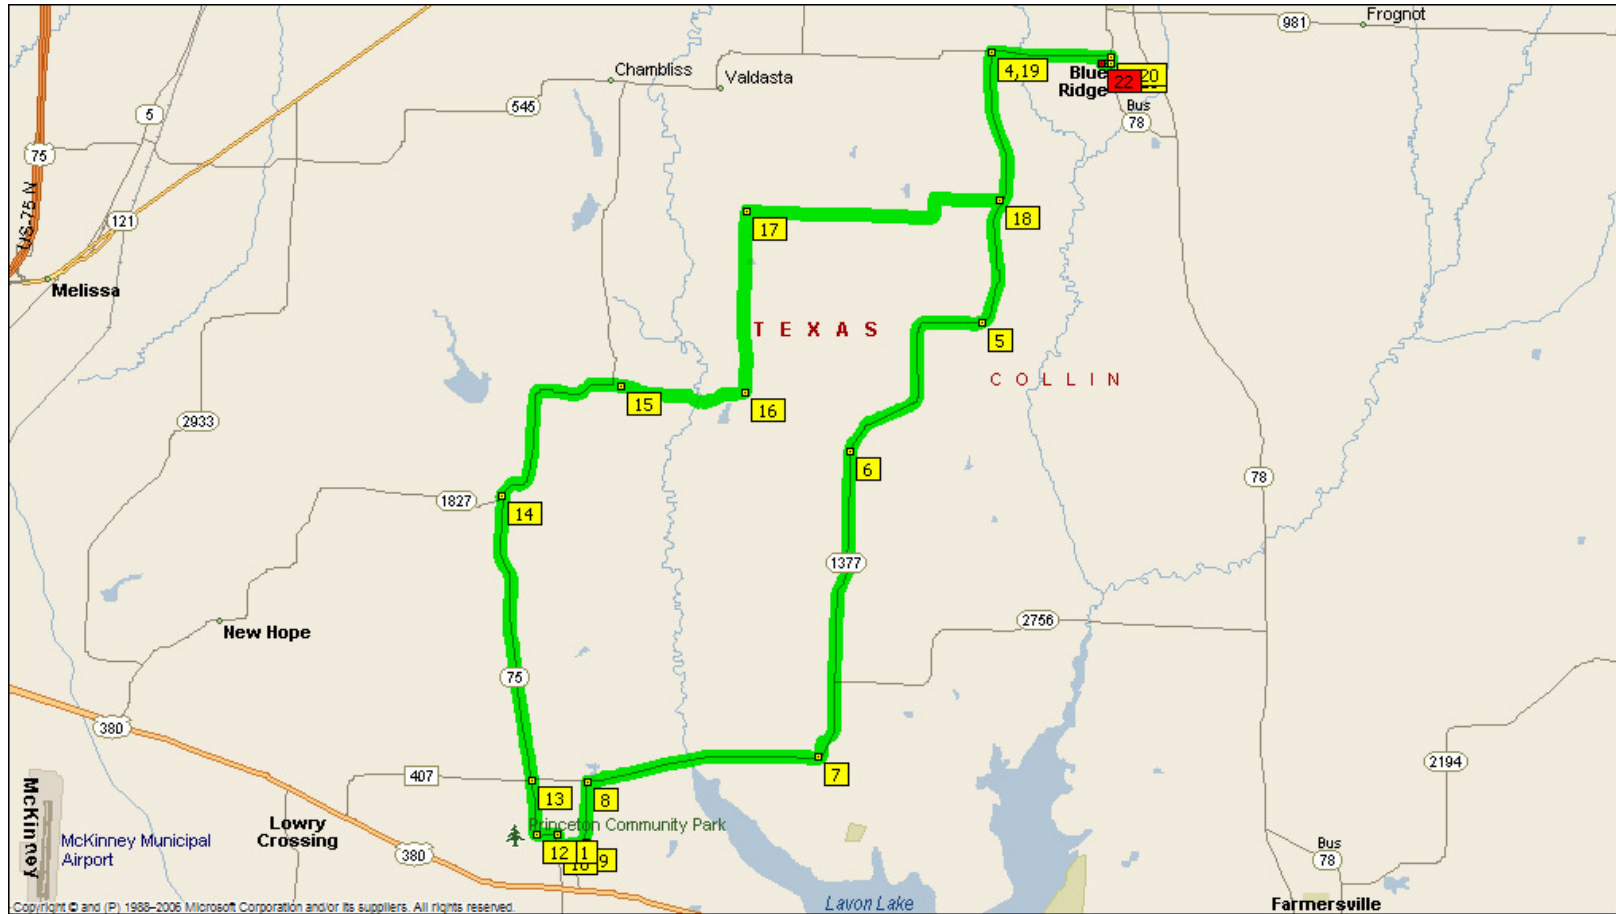 981
Frognot
Chambliss
Valdasta
4,19
Blue
Ridge
22
20
Bus
78
545
5
75
US-75 N
121
Melissa
17
18
TEXAS
5
COLLIN
15
16
2933
6
78
1827
14
1377
New Hope
2756
75
380
7
2194
407
13
8
McKinney
Lowry
Crossing
Princeton Community Park
McKinney Municipal
Airport
380
12
1
9
Bus
78
Lavon Lake
Farmersville
Copyright © and (P) 1988–2006 Microsoft Corporation and/or its suppliers. All rights reserved.